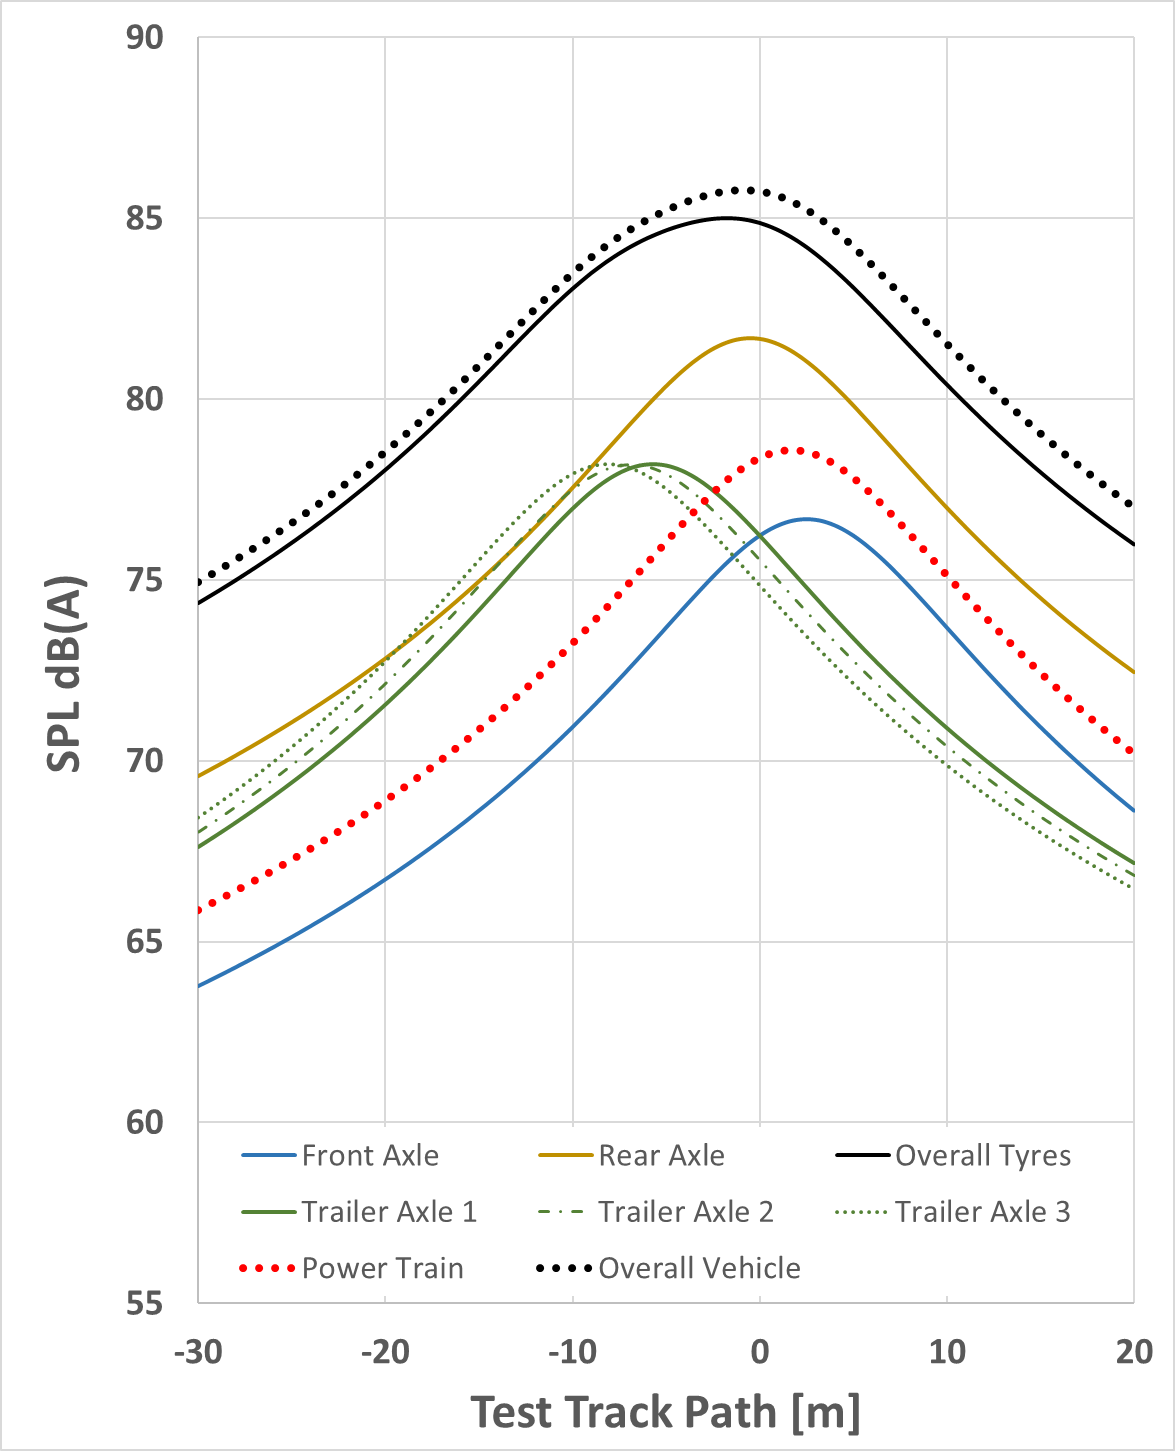 90
85
80
75
70
65
60
55
SPL dB(A)
Front Axle Rear Axle Overall Tyres
Trailer Axle 1 Trailer Axle 2 Trailer Axle 3
Power Train Overall Vehicle
-30 -20 -10 0 10 20
Test Track Path [m]